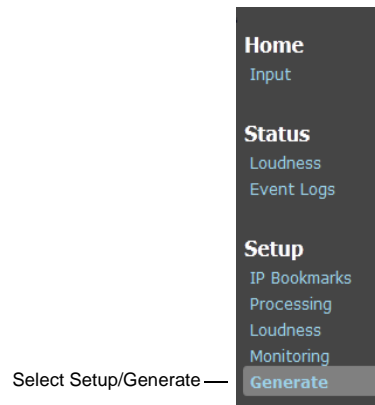 Home
Input
Status
Loudness
Event Logs
Setup
IP Bookmarks
Processing
Loudness
Monitoring
Select Setup/Generate
Generate